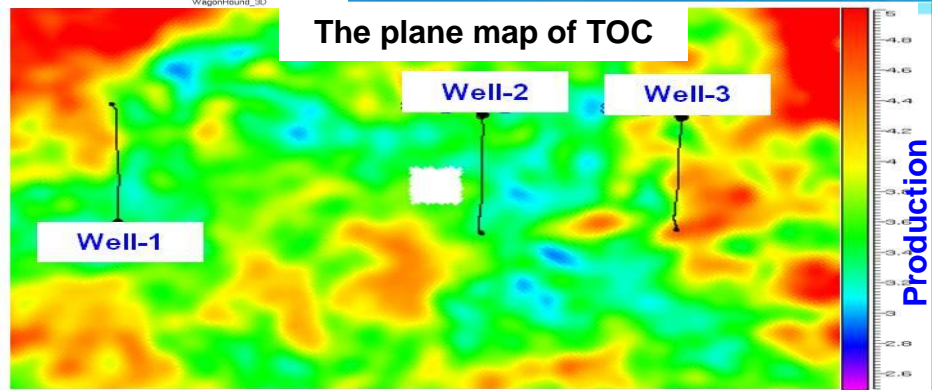 WagonHound_3D
The plane map of TOC
Well-1
Well-2
Well-3
5
4.8
4.6
4.4
4.2
4
3.8
3.6
3.4
3.2
3
2.8
2.6
Production